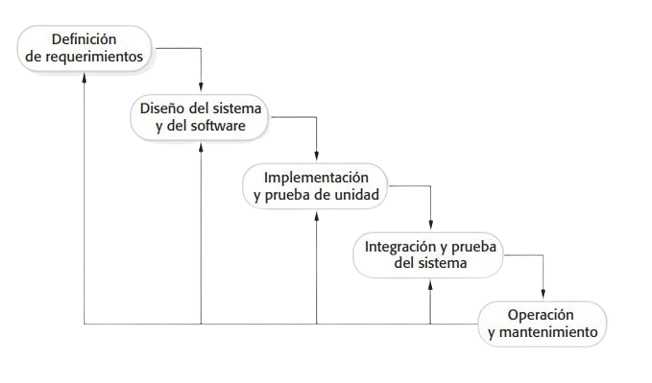 Definición
de requerimientos
Diseño del sistema
y del software
Implementación
y prueba de unidad
Integración y prueba
del sistema
Operación
y mantenimiento